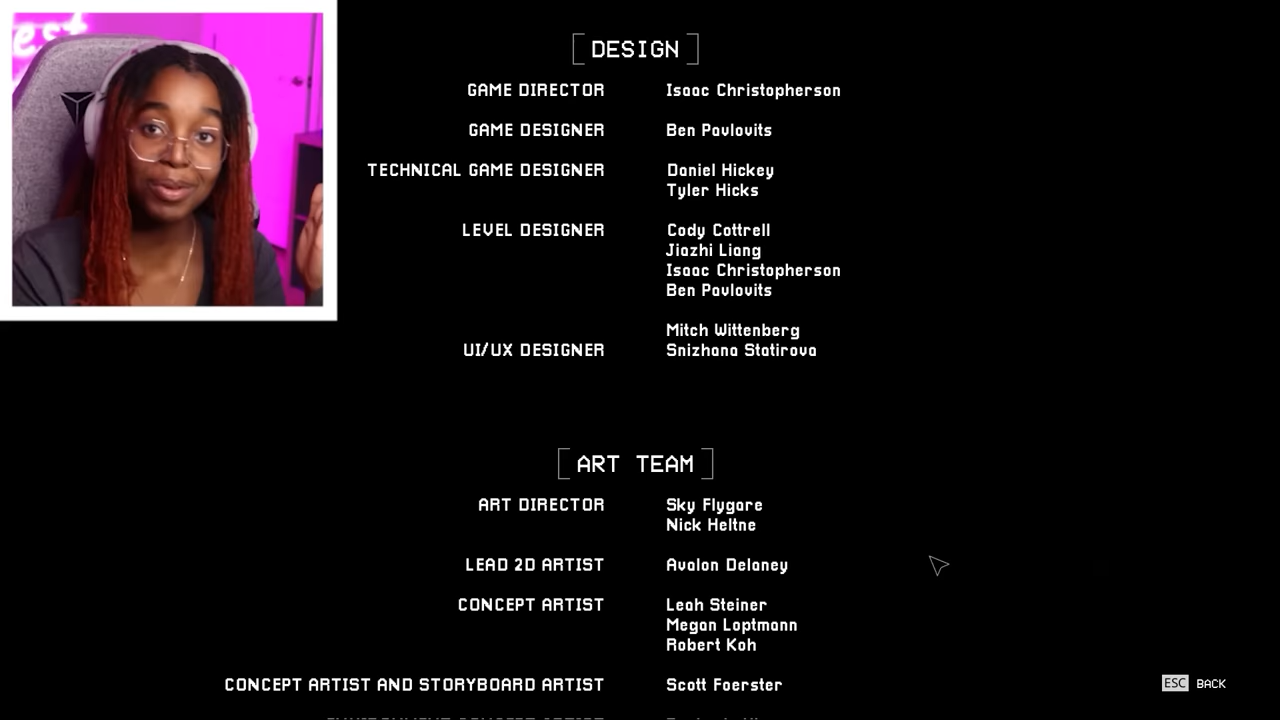 est
DESIGN
GAME DIRECTOR Isaac Christopherson
GAME DESIGNER Ben Pavlovits
TECHNICAL GAME DESIGNER Daniel Hickey
Tyler Hicks
LEVEL DESIGNER Cody Cottrell
Jiazhi Liang
Isaac Christopherson
Ben Pavlovits
Mitch Wittenberg
UI/UX DESIGNER Snizhana Statirova
ART TEAM
ART DIRECTOR Sky Flygare
Nick Heltne
LEAD 2D ARTIST Avalon Delaney
CONCEPT ARTIST Leah Steiner
Megan Loptmann
Robert Koh
CONCEPT ARTIST AND STORYBOARD ARTIST Scott Foerster
ESC BACK